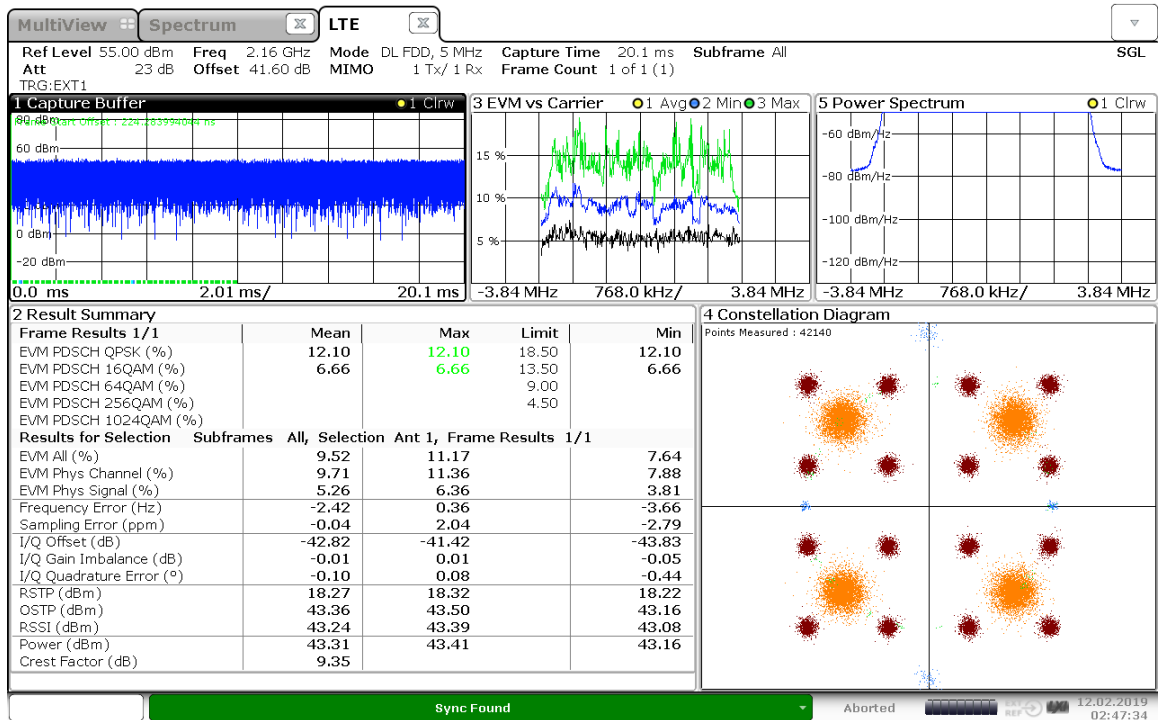 MultiView Spectrum LTE
Ref Level 55.00 dBm Freq 2.16 GHz Mode DL FDD, 5 MHz Capture Time 20.1 ms Subframe All SGL
Att 23 dB Offset 41.60 dB MIMO 1 Tx/ 1 Rx Frame Count 1 of 1 (1)
TRG:EXT1
1 Capture Buffer 1 Clrw
Frame Start Offset : 224.283994044 ns
80 dBm
60 dBm
0 dBm
-20 dBm
0.0 ms 2.01 ms/ 20.1 ms
3 EVM vs Carrier 1 Avg 2 Min 3 Max
15 %
10 %
5 %
-3.84 MHz 768.0 kHz/ 3.84 MHz
5 Power Spectrum 1 Clrw
-60 dBm/Hz
-80 dBm/Hz
-100 dBm/Hz
-120 dBm/Hz
-3.84 MHz 768.0 kHz/ 3.84 MHz
2 Result Summary
Frame Results 1/1 Mean Max Limit Min
EVM PDSCH QPSK (%) 12.10 12.10 18.50 12.10
EVM PDSCH 16QAM (%) 6.66 6.66 13.50 6.66
EVM PDSCH 64QAM (%) 9.00
EVM PDSCH 256QAM (%) 4.50
EVM PDSCH 1024QAM (%)
Results for Selection Subframes All, Selection Ant 1, Frame Results 1/1
EVM All (%) 9.52 11.17 7.64
EVM Phys Channel (%) 9.71 11.36 7.88
EVM Phys Signal (%) 5.26 6.36 3.81
Frequency Error (Hz) -2.42 0.36 -3.66
Sampling Error (ppm) -0.04 2.04 -2.79
I/Q Offset (dB) -42.82 -41.42 -43.83
I/Q Gain Imbalance (dB) -0.01 0.01 -0.05
I/Q Quadrature Error (°) -0.10 0.08 -0.44
RSTP (dBm) 18.27 18.32 18.22
OSTP (dBm) 43.36 43.50 43.16
RSSI (dBm) 43.24 43.39 43.08
Power (dBm) 43.31 43.41 43.16
Crest Factor (dB) 9.35
4 Constellation Diagram
Points Measured : 42140
Sync Found
Aborted
12.02.2019
02:47:34